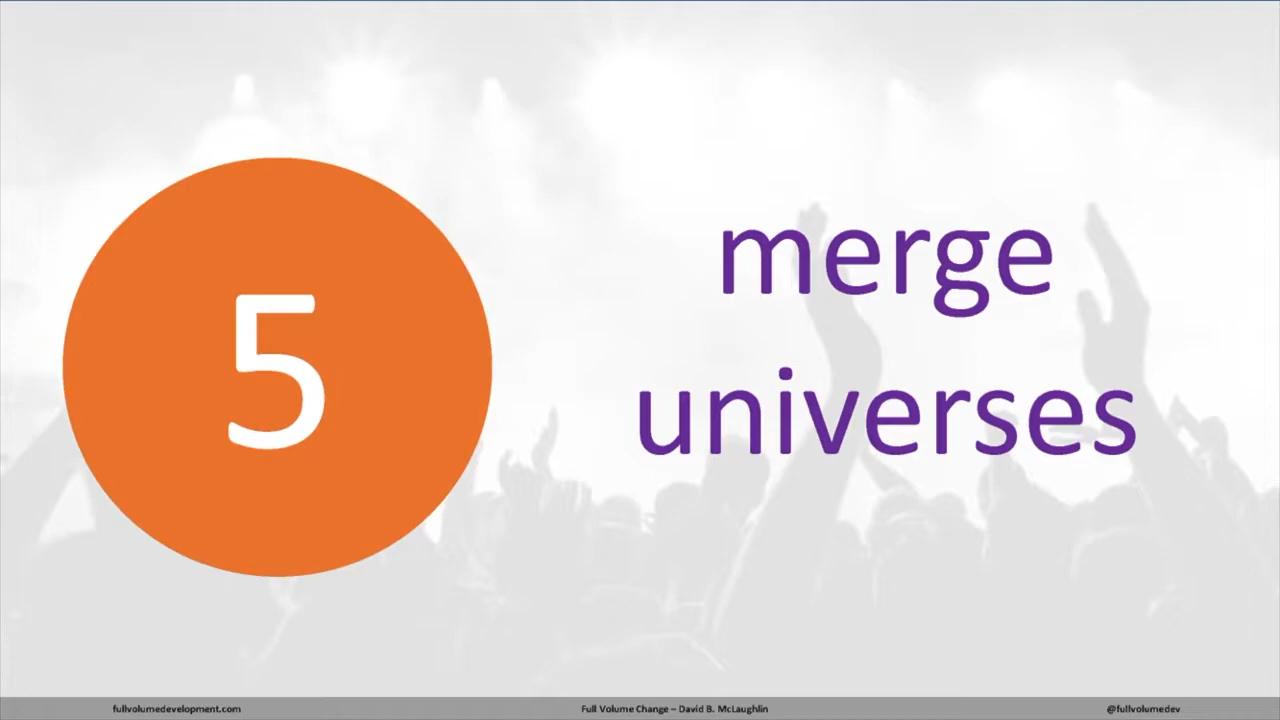 5
merge
universes
fullvolumedevelopment.com
Full Volume Change – David B. McLaughlin
@fullvolumedev